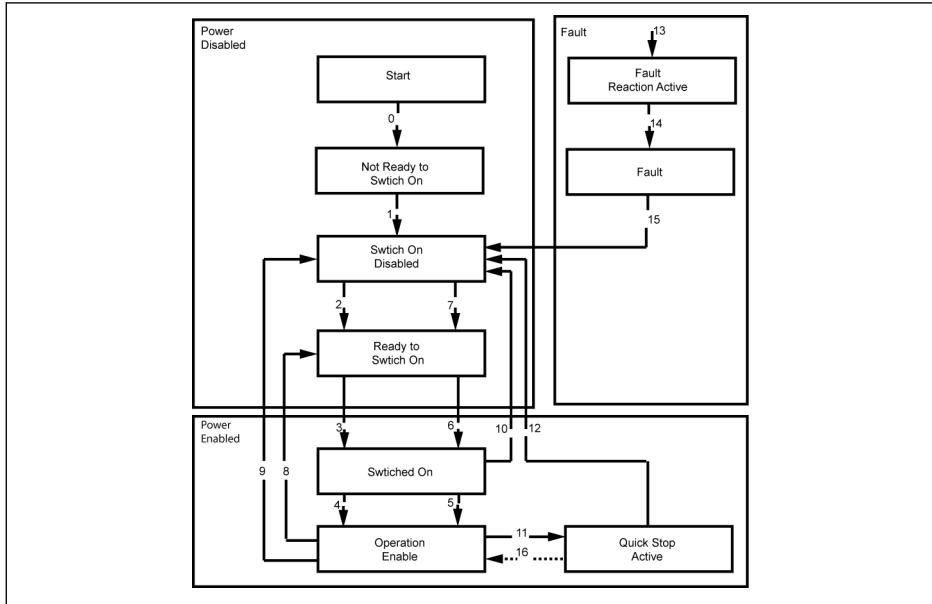 Power
Disabled
Start
0
Not Ready to
Swtich On
1
Swtich On
Disabled
2
7
Ready to
Swtich On
Fault
13
Fault
Reaction Active
14
Fault
15
Power
Enabled
3
6
10
12
9
8
Swtiched On
4
5
Operation
Enable
11
16
Quick Stop
Active